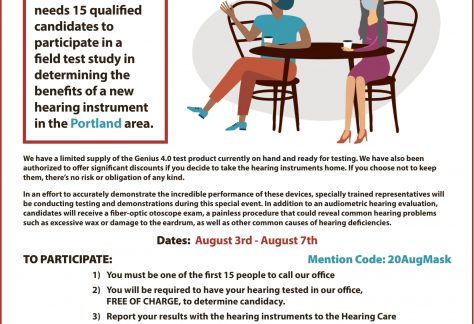 needs 15 qualified
candidates to
participate in a
field test study in
determining the
benefits of a new
hearing instrument
in the Portland area.
We have a limited supply of the Genius 4.0 test product currently on hand and ready for testing. We have also been
authorized to offer significant discounts if you decide to take the hearing instruments home. If you choose not to keep
them, there's no risk or obligation of any kind.
In an effort to accurately demonstrate the incredible performance of these devices, specially trained representatives will
be conducting testing and demonstrations during this special event. In addition to an audiometric hearing evaluation,
candidates will receive a fiber-optic otoscope exam, a painless procedure that could reveal common hearing problems
such as excessive wax or damage to the eardrum, as well as other common causes of hearing deficiencies.
Dates: August 3rd - August 7th
TO PARTICIPATE: Mention Code: 20AugMask
1) You must be one of the first 15 people to call our office
2) You will be required to have your hearing tested in our office,
FREE OF CHARGE, to determine candidacy.
3) Report your results with the hearing instruments to the Hearing Care